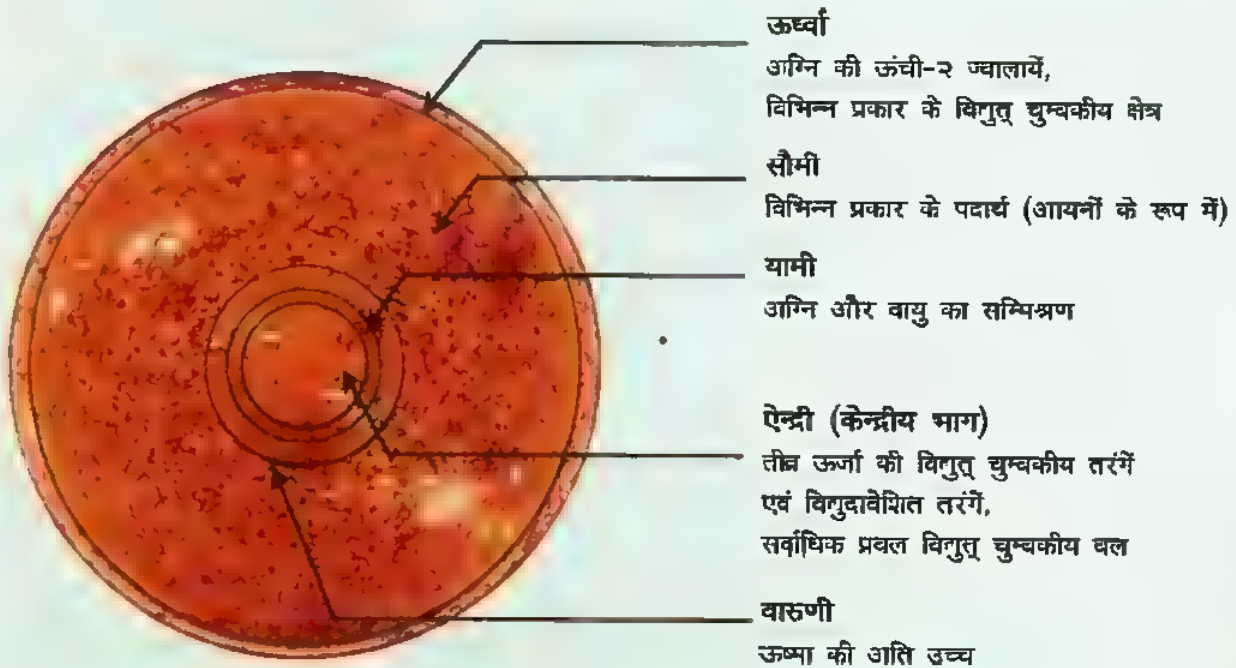 ऊर्ध्वा
अग्नि की ऊंची-२ ज्वालायें,
विभिन्न प्रकार के विद्युत् चुम्बकीय क्षेत्र
सौमी
विभिन्न प्रकार के पदार्थ (आयनों के रूप में)
यामी
अग्नि और वायु का सम्मिश्रण
ऐन्द्री (केन्द्रीय भाग)
तीव्र ऊर्जा की विद्युत् चुम्बकीय तरंगें
एवं विद्युदावेशित तरंगें,
सर्वाधिक प्रबल विद्युत् चुम्बकीय बल
वारुणी
ऊष्मा की अति उच्च